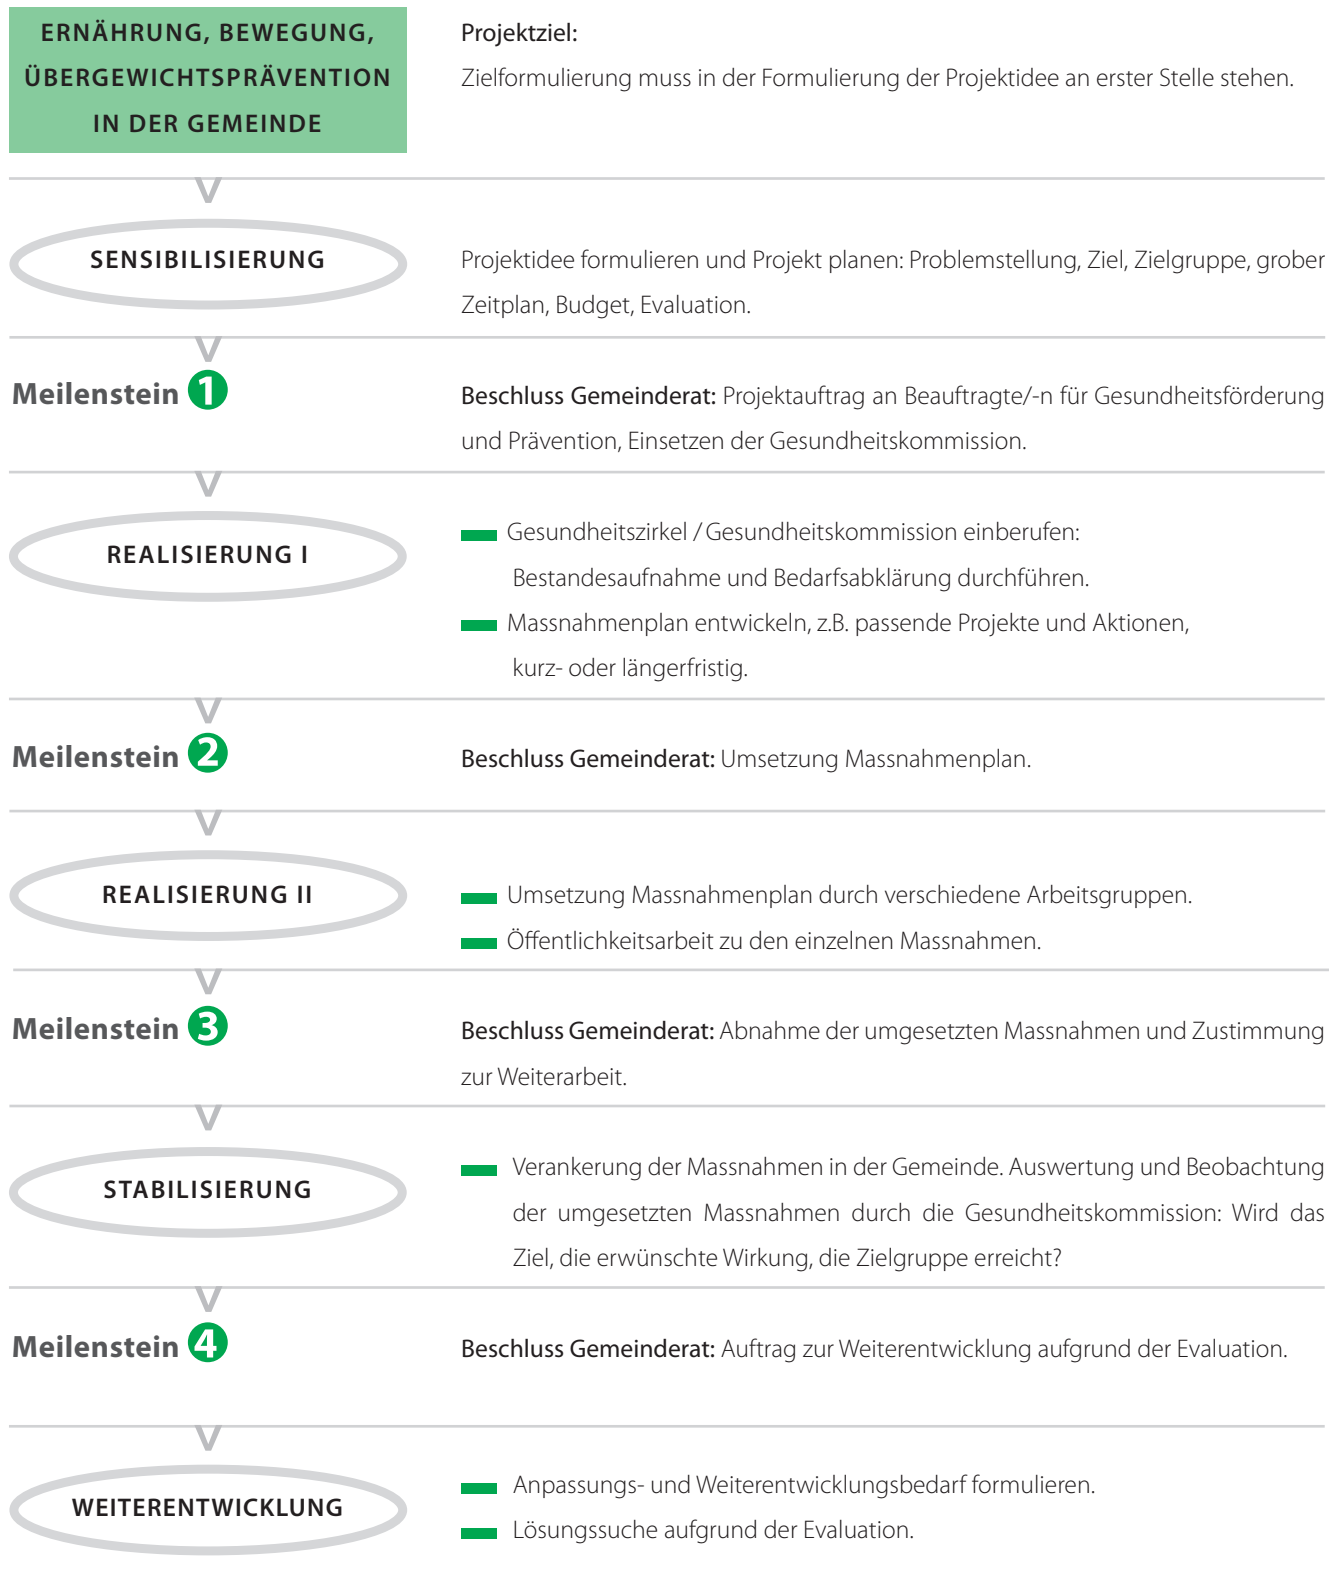 ERNÄHRUNG, BEWEGUNG,
ÜBERGEWICHTSPRÄVENTION
IN DER GEMEINDE
Projektziel:
Zielformulierung muss in der Formulierung der Projektidee an erster Stelle stehen.
SENSIBILISIERUNG
Projektidee formulieren und Projekt planen: Problemstellung, Ziel, Zielgruppe, grober
Zeitplan, Budget, Evaluation.
Meilenstein 1
Beschluss Gemeinderat: Projektauftrag an Beauftragte/-n für Gesundheitsförderung
und Prävention, Einsetzen der Gesundheitskommission.
REALISIERUNG I
Gesundheitszirkel / Gesundheitskommission einberufen:
Bestandesaufnahme und Bedarfsabklärung durchführen.
Massnahmenplan entwickeln, z.B. passende Projekte und Aktionen,
kurz- oder längerfristig.
Meilenstein 2
Beschluss Gemeinderat: Umsetzung Massnahmenplan.
REALISIERUNG II
Umsetzung Massnahmenplan durch verschiedene Arbeitsgruppen.
Öffentlichkeitsarbeit zu den einzelnen Massnahmen.
Meilenstein 3
Beschluss Gemeinderat: Abnahme der umgesetzten Massnahmen und Zustimmung
zur Weiterarbeit.
STABILISIERUNG
Verankerung der Massnahmen in der Gemeinde. Auswertung und Beobachtung
der umgesetzten Massnahmen durch die Gesundheitskommission: Wird das
Ziel, die erwünschte Wirkung, die Zielgruppe erreicht?
Meilenstein 4
Beschluss Gemeinderat: Auftrag zur Weiterentwicklung aufgrund der Evaluation.
WEITERENTWICKLUNG
Anpassungs- und Weiterentwicklungsbedarf formulieren.
Lösungssuche aufgrund der Evaluation.